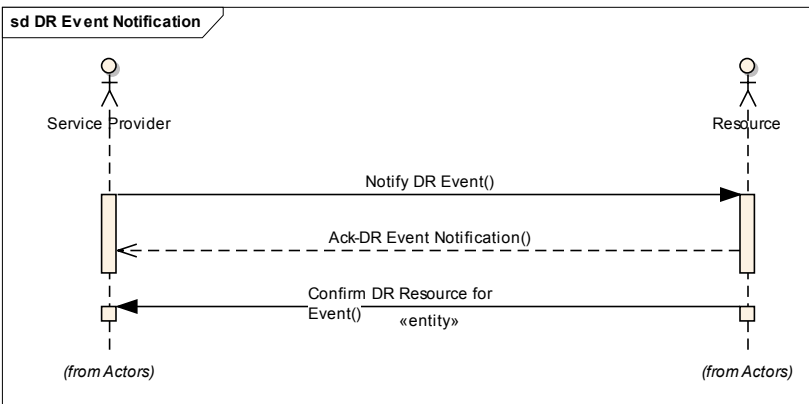 sd DR Event Notification
Service Provider
Resource
Notify DR Event()
Ack-DR Event Notification()
Confirm DR Resource for
Event()
«entity»
(from Actors)
(from Actors)